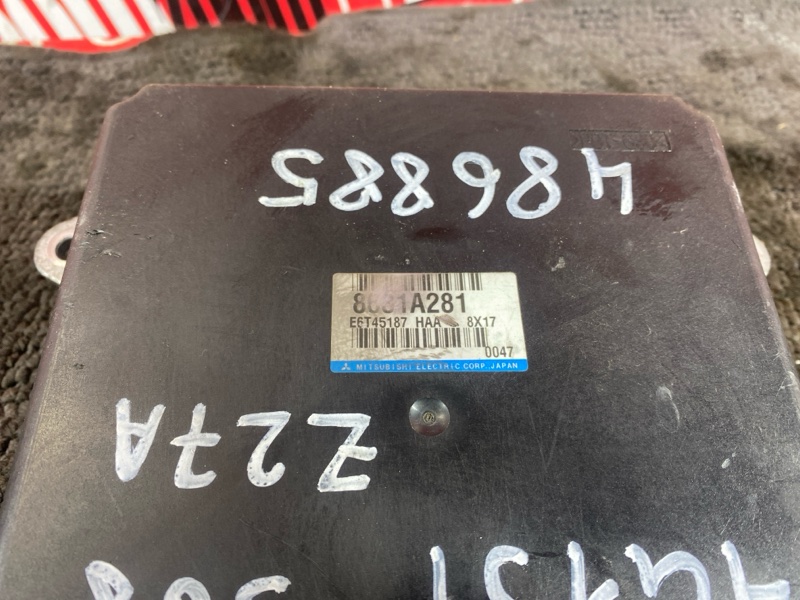 486885
8631A281
E6T45187 HAA 8X17
0047
MITSUBISHI ELECTRIC CORP. JAPAN
Z27A